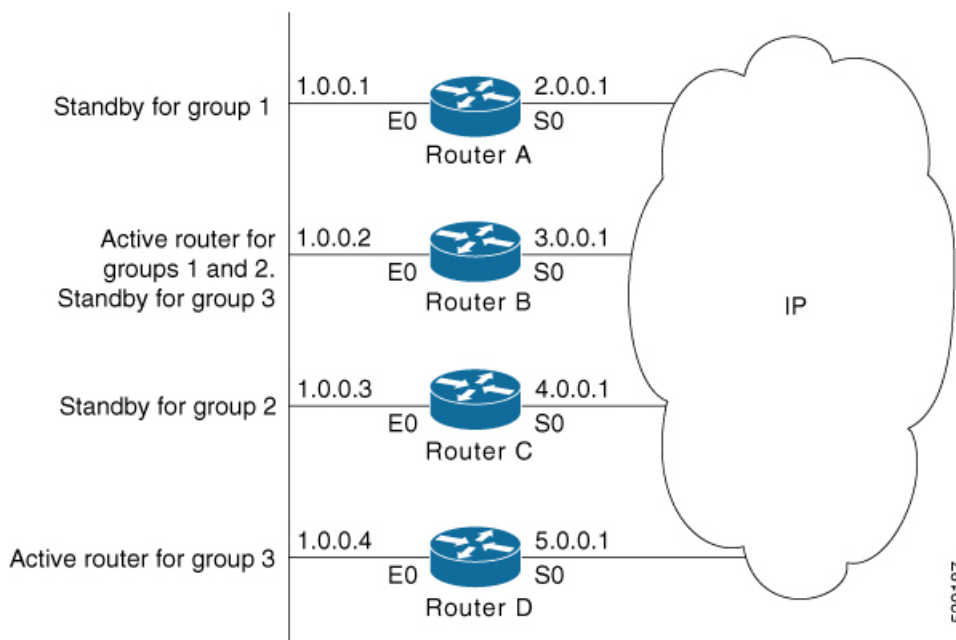 Standby for group 1
1.0.0.1
2.0.0.1
E0
S0
Router A
Active router for
groups 1 and 2.
Standby for group 3
1.0.0.2
3.0.0.1
E0
S0
Router B
IP
Standby for group 2
1.0.0.3
4.0.0.1
E0
S0
Router C
Active router for group 3
1.0.0.4
5.0.0.1
E0
S0
Router D